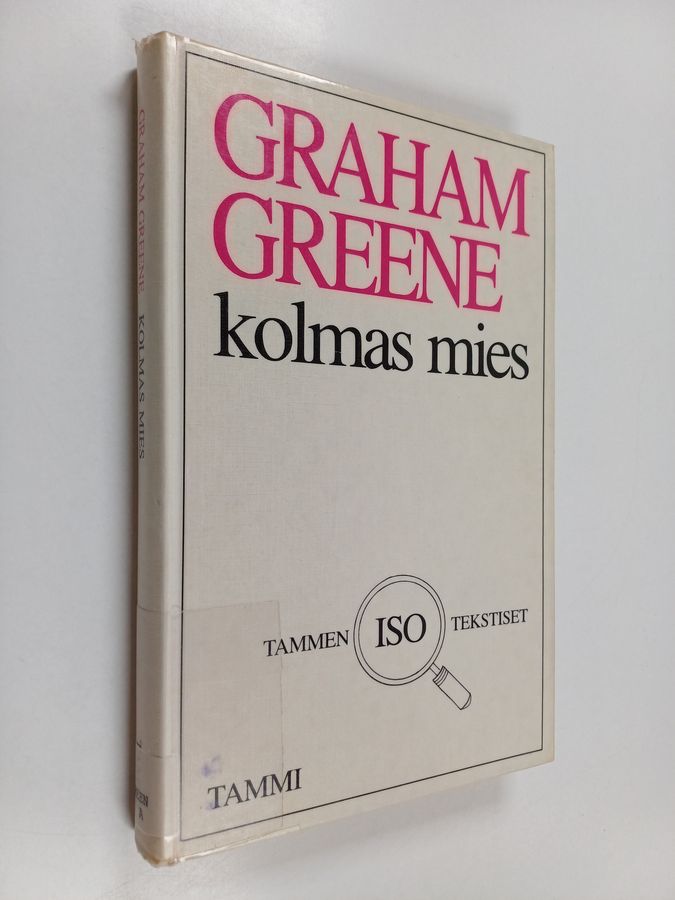 GRAHAM
GREENE
kolmas mies
TAMMEN ISO TEKSTISET
TAMMI
GRAHAM GREENE KOLMAS MIES